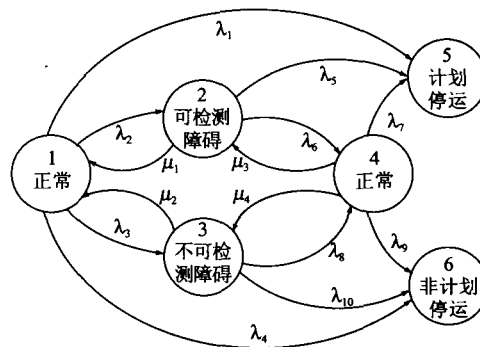 λ₁
5
计划
停运
2
可检测
障碍
λ₅
λ₂
λ₆
λ₇
1
正常
μ₁
μ₃
4
正常
μ₂
μ₄
λ₃
3
不可检
测障碍
λ₈
λ₉
6
非计划
停运
λ₁₀
λ₄